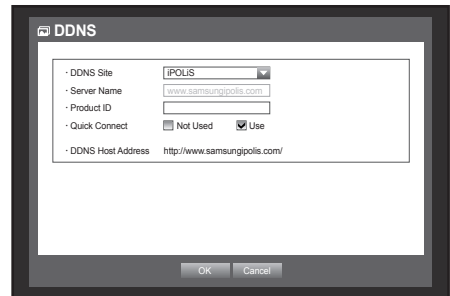 DDNS
· DDNS Site iPOLiS
· Server Name www.samsungipolis.com
· Product ID
· Quick Connect Not Used Use
· DDNS Host Address http://www.samsungipolis.com/
OK Cancel